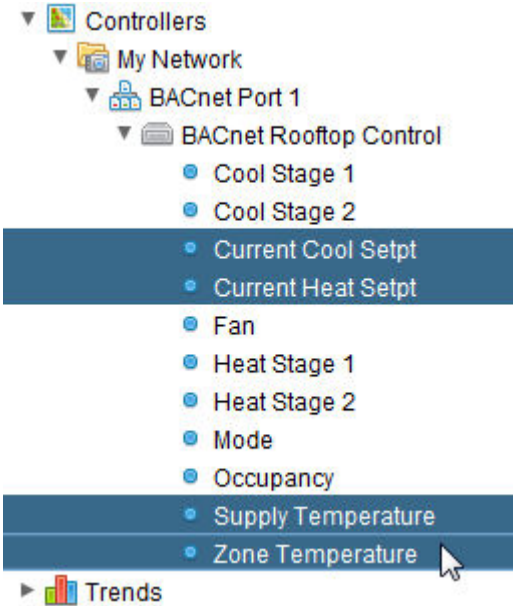 Controllers
My Network
BACnet Port 1
BACnet Rooftop Control
Cool Stage 1
Cool Stage 2
Current Cool Setpt
Current Heat Setpt
Fan
Heat Stage 1
Heat Stage 2
Mode
Occupancy
Supply Temperature
Zone Temperature
Trends